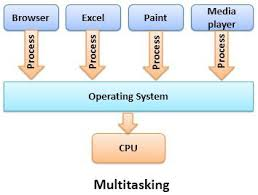 Browser
Excel
Paint
Media
player
Process
Process
Process
Process
Operating System
CPU
Multitasking